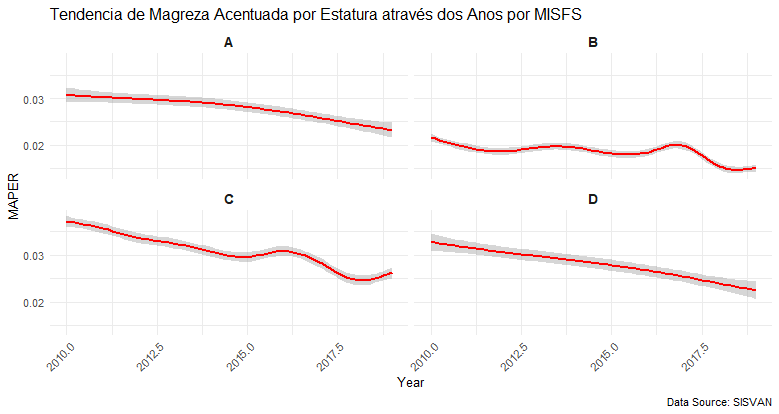 Tendencia de Magreza Acentuada por Estatura através dos Anos por MISFS
A
B
0.03
0.02
C
D
0.03
0.02
MAPER
2010.0
2012.5
2015.0
2017.5
2010.0
2012.5
2015.0
2017.5
Year
Data Source: SISVAN